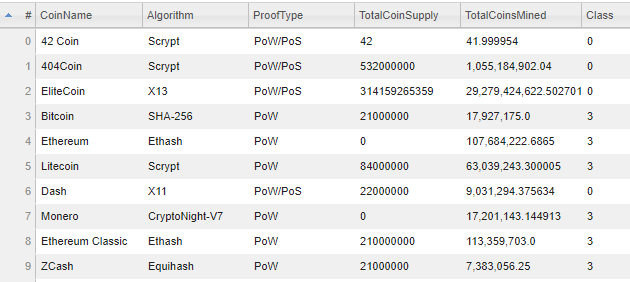 # CoinName Algorithm ProofType TotalCoinSupply TotalCoinsMined Class
0 42 Coin Scrypt PoW/PoS 42 41.999954 0
1 404Coin Scrypt PoW/PoS 532000000 1,055,184,902.04 0
2 EliteCoin X13 PoW/PoS 314159265359 29,279,424,622.502701 0
3 Bitcoin SHA-256 PoW 21000000 17,927,175.0 3
4 Ethereum Ethash PoW 0 107,684,222.6865 3
5 Litecoin Scrypt PoW 84000000 63,039,243.300005 3
6 Dash X11 PoW/PoS 22000000 9,031,294.375634 0
7 Monero CryptoNight-V7 PoW 0 17,201,143.144913 3
8 Ethereum Classic Ethash PoW 210000000 113,359,703.0 3
9 ZCash Equihash PoW 21000000 7,383,056.25 3